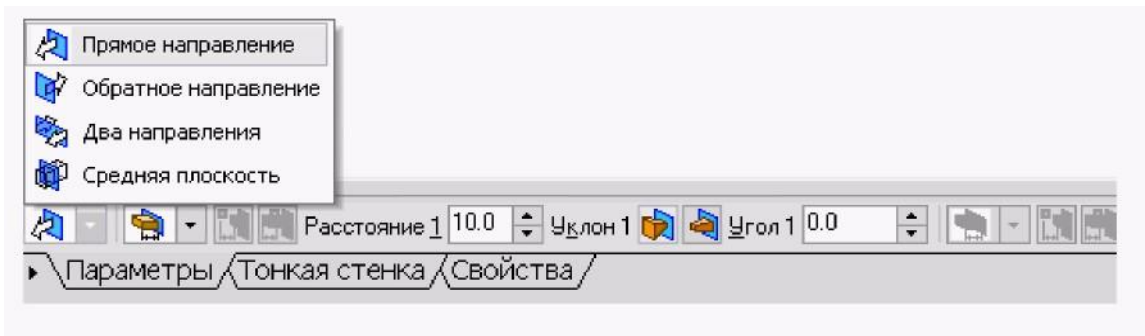 Прямое направление
Обратное направление
Два направления
Средняя плоскость
Расстояние 1 10.0 Уклон 1 Угол 1 0.0
Параметры Тонкая стенка Свойства